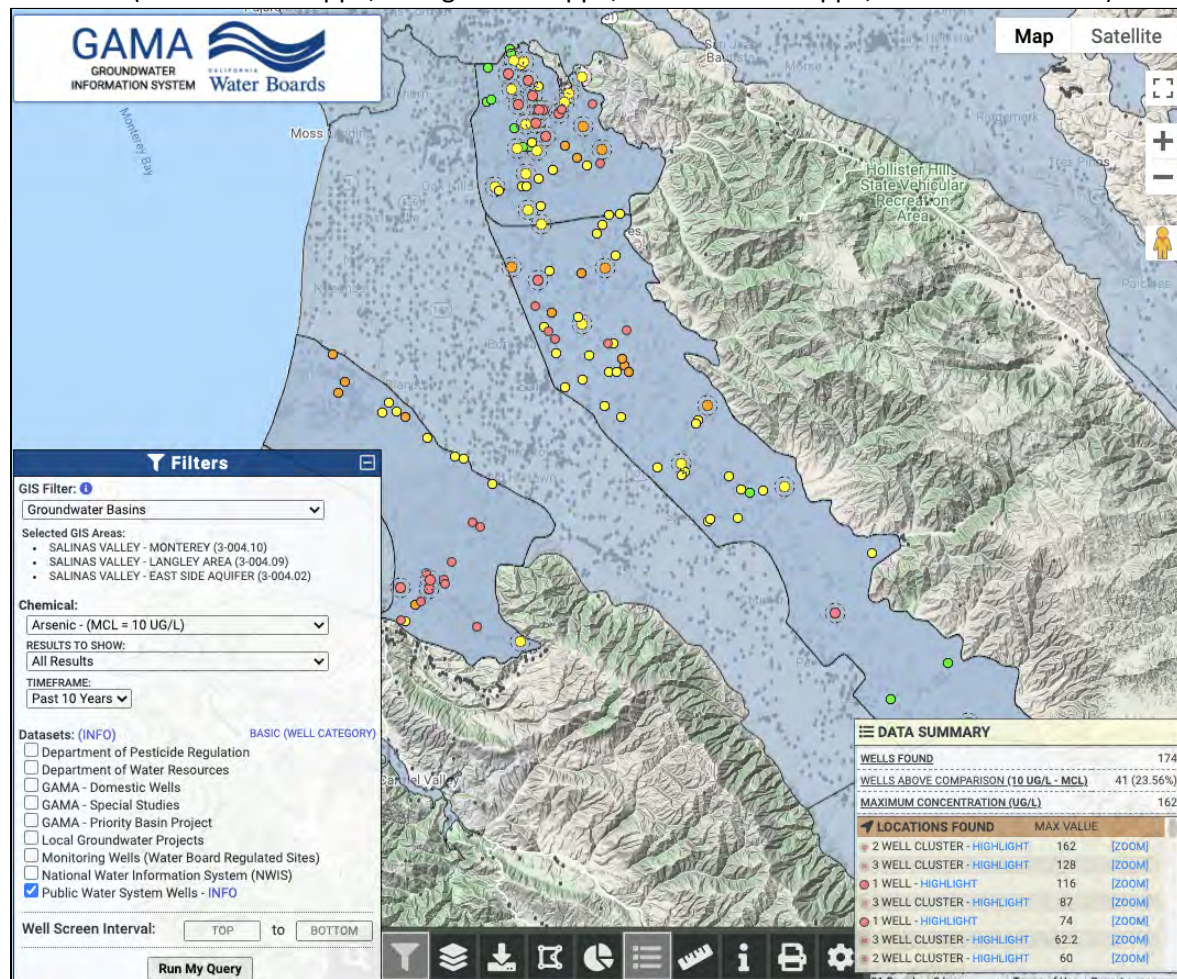 GAMA
GROUNDWATER
INFORMATION SYSTEM
CALIFORNIA
Water Boards
Map Satellite
Monterey Bay
Moss
Hollister Hills
State Vehicular
Recreation
Area
Tres Pinos
Filters
GIS Filter:
Groundwater Basins
Selected GIS Areas:
• SALINAS VALLEY - MONTEREY (3-004.10)
• SALINAS VALLEY - LANGLEY AREA (3-004.09)
• SALINAS VALLEY - EAST SIDE AQUIFER (3-004.02)
Chemical:
Arsenic - (MCL = 10 UG/L)
RESULTS TO SHOW:
All Results
TIMEFRAME:
Past 10 Years
Datasets: (INFO) BASIC (WELL CATEGORY)
Department of Pesticide Regulation
Department of Water Resources
GAMA - Domestic Wells
GAMA - Special Studies
GAMA - Priority Basin Project
Local Groundwater Projects
Monitoring Wells (Water Board Regulated Sites)
National Water Information System (NWIS)
Public Water System Wells - INFO
Well Screen Interval: TOP to BOTTOM
Run My Query
DATA SUMMARY
WELLS FOUND 174
WELLS ABOVE COMPARISON (10 UG/L - MCL) 41 (23.56%)
MAXIMUM CONCENTRATION (UG/L) 162
LOCATIONS FOUND MAX VALUE
2 WELL CLUSTER - HIGHLIGHT 162 [ZOOM]
3 WELL CLUSTER - HIGHLIGHT 128 [ZOOM]
1 WELL - HIGHLIGHT 116 [ZOOM]
3 WELL CLUSTER - HIGHLIGHT 87 [ZOOM]
1 WELL - HIGHLIGHT 74 [ZOOM]
3 WELL CLUSTER - HIGHLIGHT 62.2 [ZOOM]
2 WELL CLUSTER - HIGHLIGHT 60 [ZOOM]